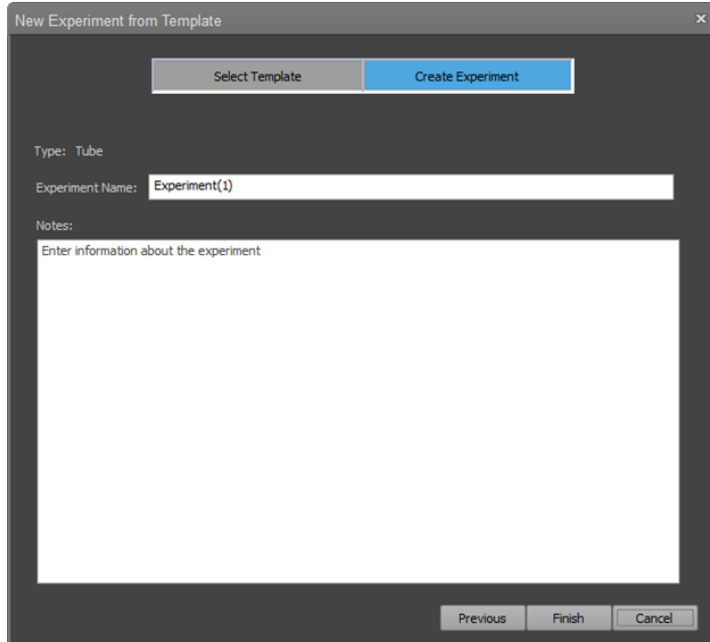 New Experiment from Template
Select Template Create Experiment
Type: Tube
Experiment Name: Experiment(1)
Notes:
Enter information about the experiment
Previous Finish Cancel